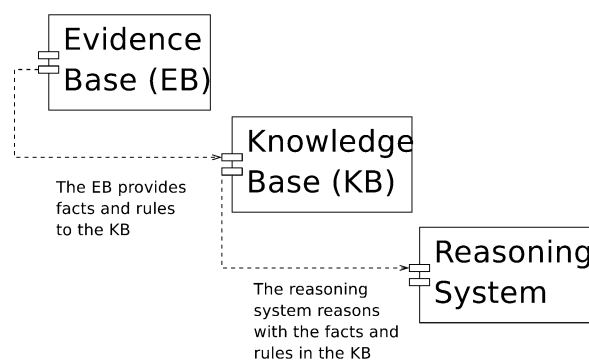 Evidence
Base (EB)
Knowledge
Base (KB)
The EB provides
facts and rules
to the KB
Reasoning
System
The reasoning
system reasons
with the facts and
rules in the KB